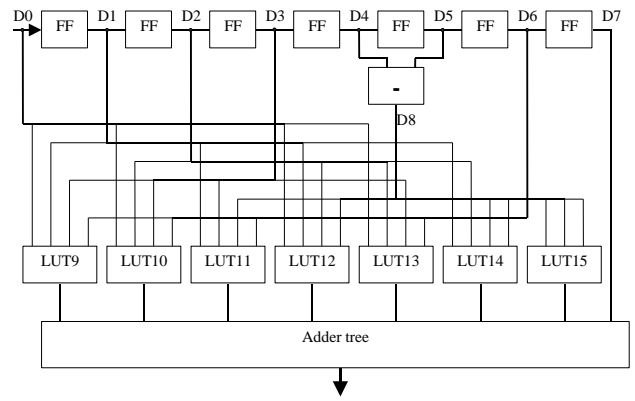 D0 FF D1 FF D2 FF D3 FF D4 FF D5 FF D6 FF D7
-
D8
LUT9 LUT10 LUT11 LUT12 LUT13 LUT14 LUT15
Adder tree